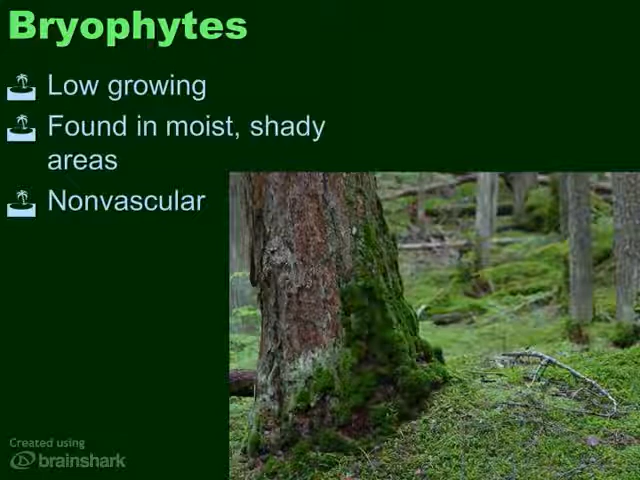 Bryophytes
Low growing
Found in moist, shady
areas
Nonvascular
Created using
brainshark